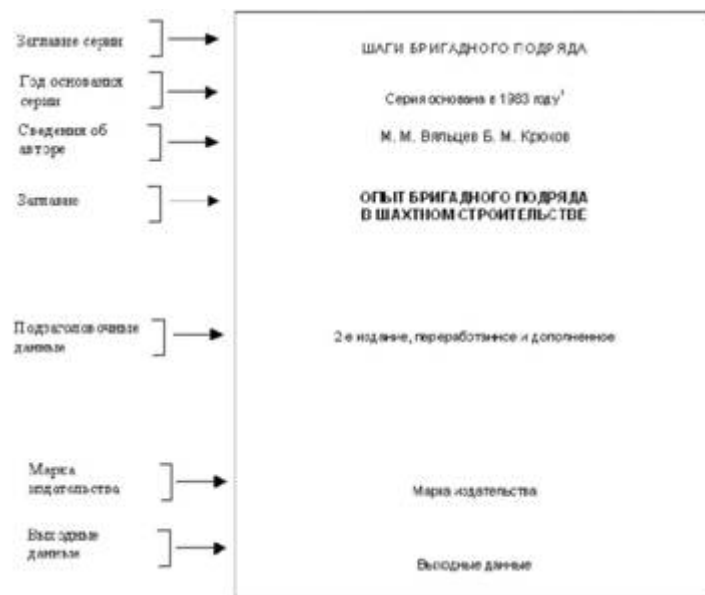 Заглавие серии
ШАГИ БРИГАДНОГО ПОДРЯДА
Год основания
серии
Серия основана в 1983 году¹
Сведения об
авторе
М. М. Вяльцев Б. М. Крюков
Заглавие
ОПЫТ БРИГАДНОГО ПОДРЯДА
В ШАХТНОМ СТРОИТЕЛЬСТВЕ
Подзаголовочные
данные
2-е издание, переработанное и дополненное
Марка
издательства
Марка издательства
Выходные
данные
Выходные данные